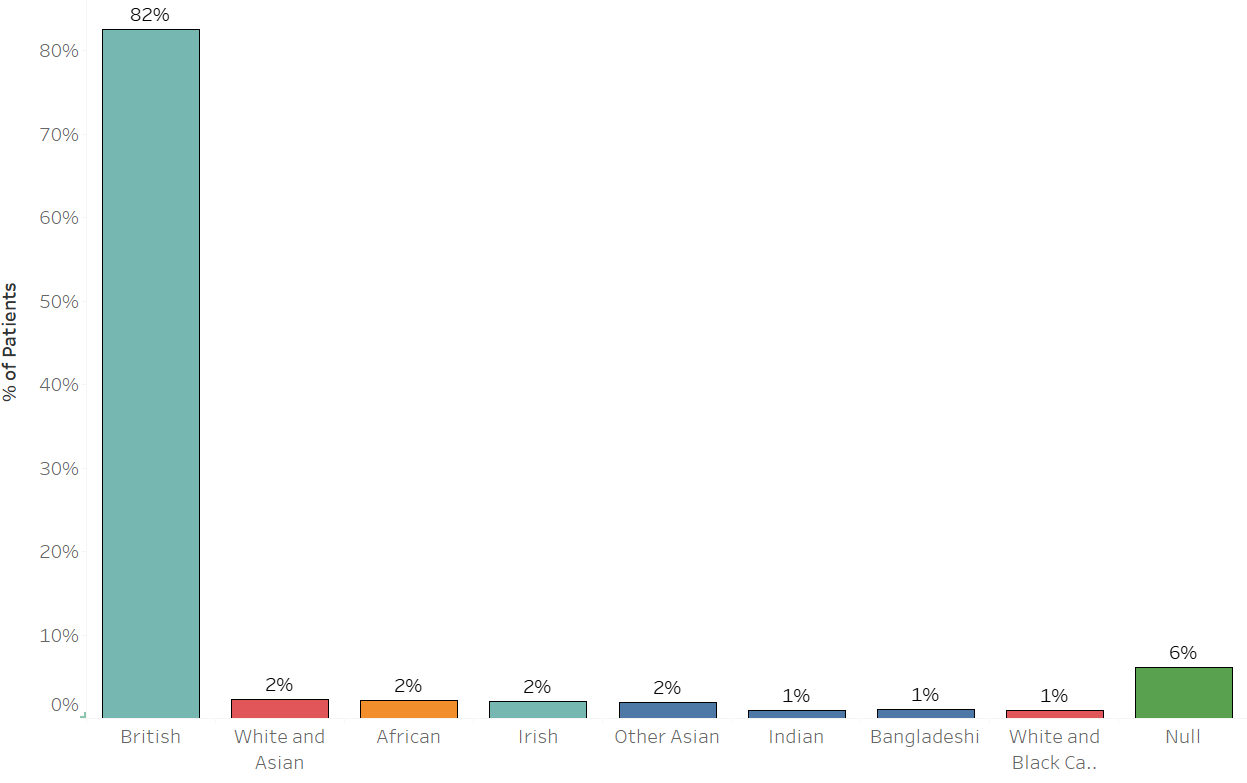 82%
80%
70%
60%
50%
40%
30%
20%
10%
0%
% of Patients
2%
2%
2%
2%
1%
1%
1%
6%
British
White and
Asian
African
Irish
Other Asian
Indian
Bangladeshi
White and
Black Ca..
Null